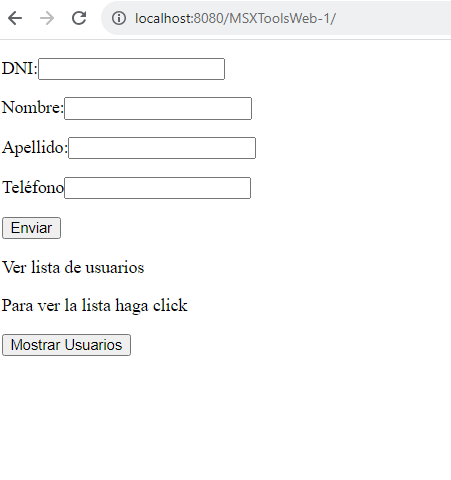 localhost:8080/MSXToolsWeb-1/
DNI:
Nombre:
Apellido:
Teléfono
Enviar
Ver lista de usuarios
Para ver la lista haga click
Mostrar Usuarios